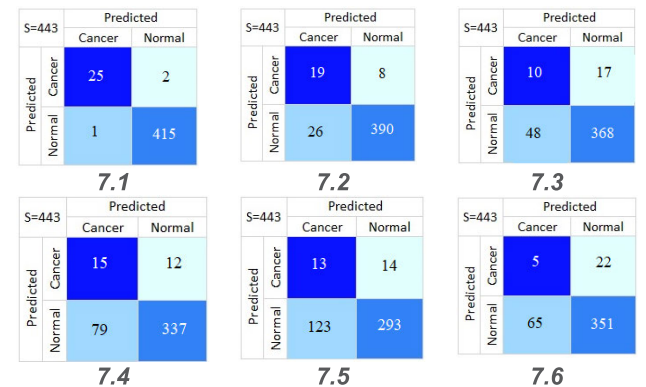 S=443 Predicted
Cancer Normal
Predicted Cancer 25 2
Normal 1 415
7.1
S=443 Predicted
Cancer Normal
Predicted Cancer 19 8
Normal 26 390
7.2
S=443 Predicted
Cancer Normal
Predicted Cancer 10 17
Normal 48 368
7.3
S=443 Predicted
Cancer Normal
Predicted Cancer 15 12
Normal 79 337
7.4
S=443 Predicted
Cancer Normal
Predicted Cancer 13 14
Normal 123 293
7.5
S=443 Predicted
Cancer Normal
Predicted Cancer 5 22
Normal 65 351
7.6